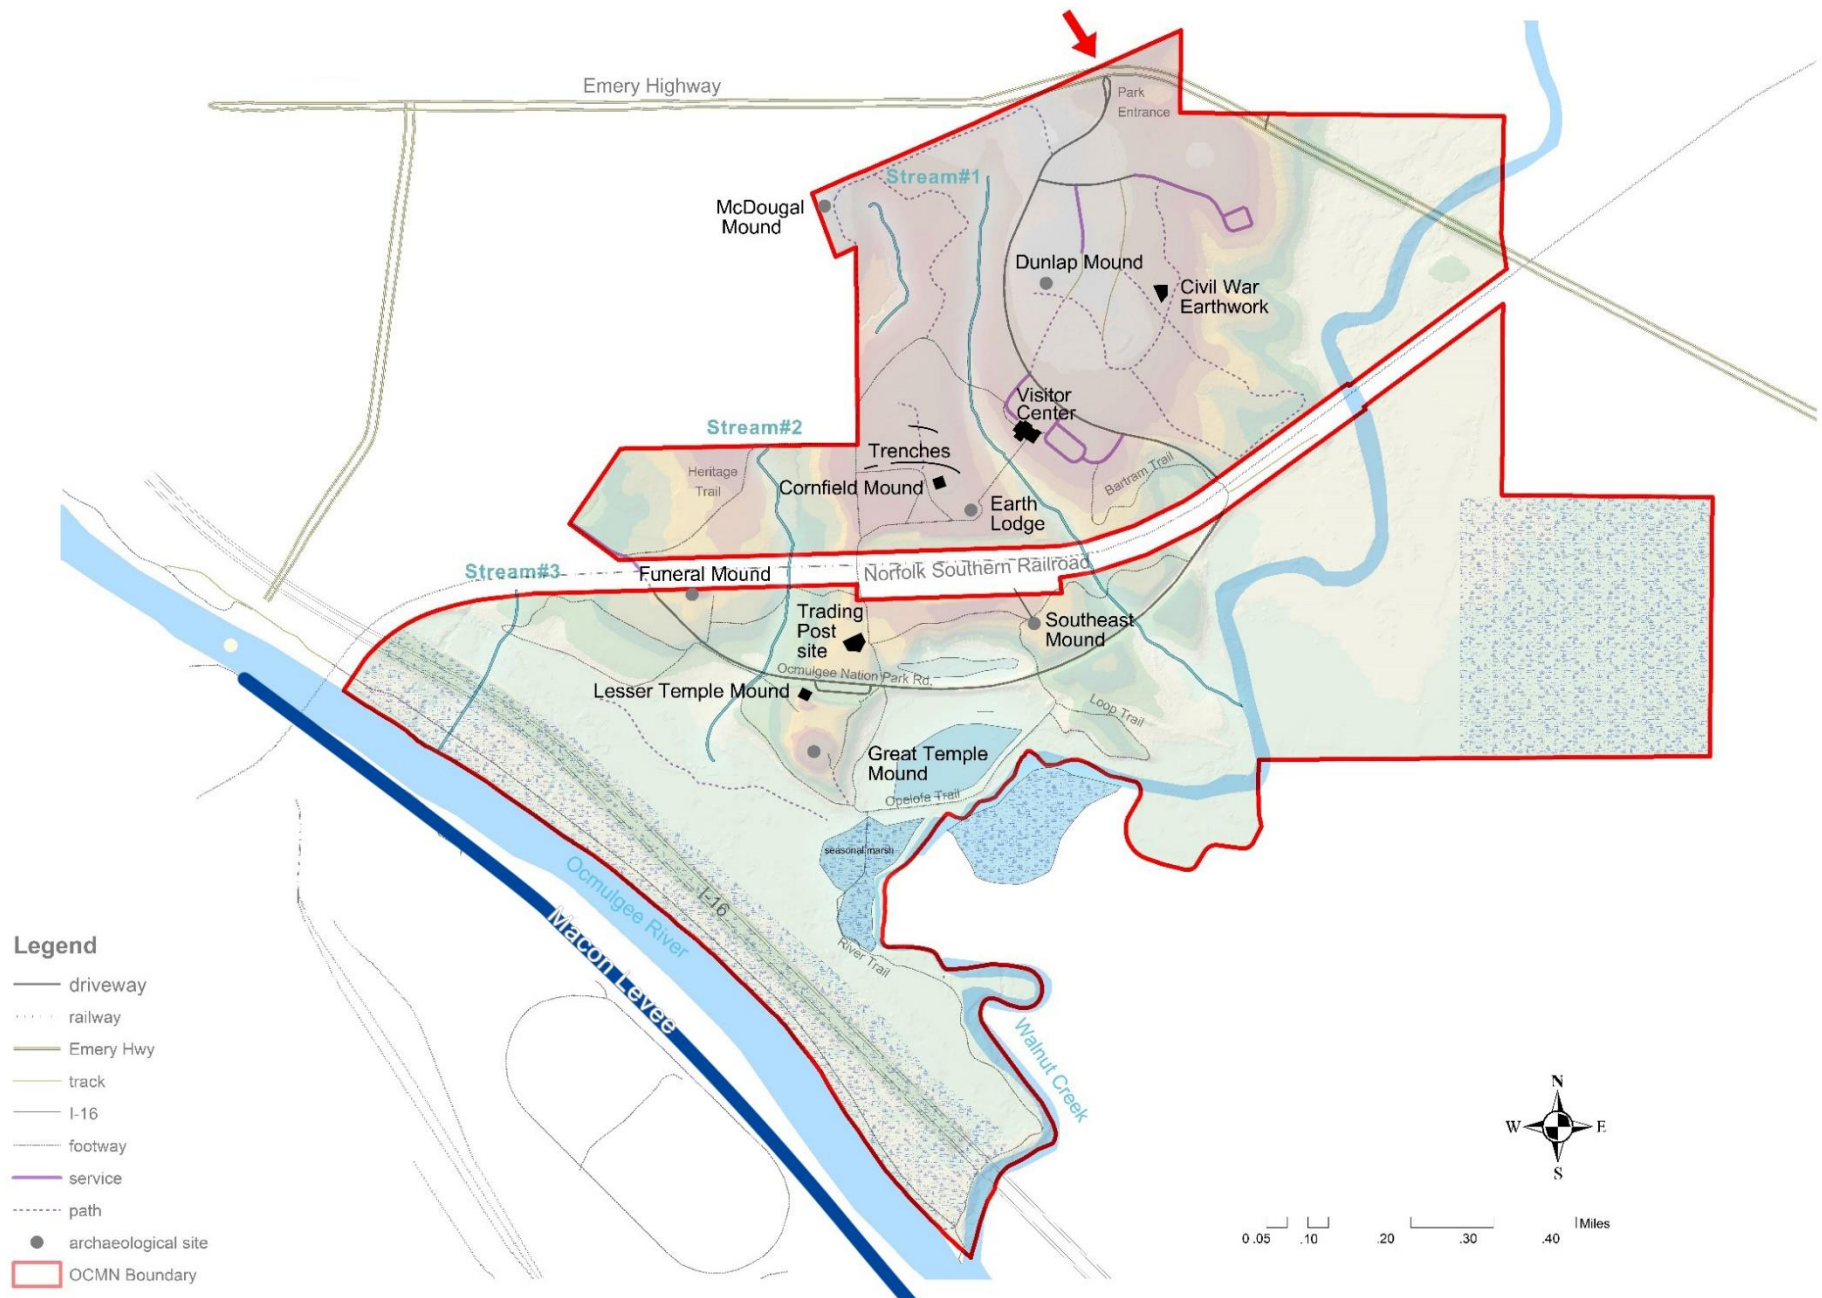 Emery Highway
Park
Entrance
Stream#1
McDougal
Mound
Dunlap Mound
Civil War
Earthwork
Visitor
Center
Stream#2
Heritage
Trail
Trenches
Cornfield Mound
Bartram Trail
Earth
Lodge
Stream#3
Funeral Mound
Norfolk Southern Railroad
Trading
Post
site
Southeast
Mound
Ocmulgee Nation Park Rd.
Lesser Temple Mound
Loop Trail
Great Temple
Mound
Opelofa Trail
seasonal marsh
Ocmulgee River
I-16
Macon Levee
River Trail
Walnut Creek
Legend
driveway
railway
Emery Hwy
track
I-16
footway
service
path
archaeological site
OCMN Boundary
N
W E
S
Miles
0 .05 .10 .20 .30 .40